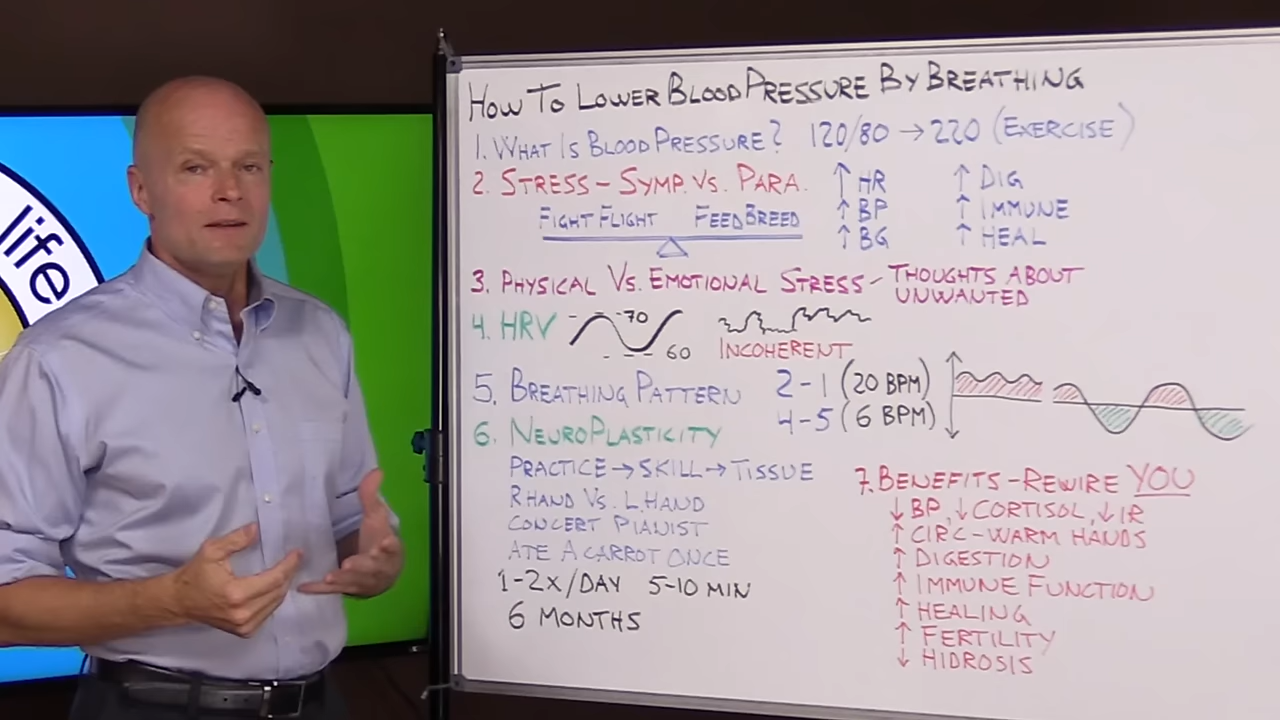 life
HOW TO LOWER BLOOD PRESSURE BY BREATHING
1. WHAT IS BLOOD PRESSURE? 120/80 → 220 (EXERCISE)
2. STRESS - SYMP. VS. PARA. ↑ HR ↑ DIG
FIGHT FLIGHT FEED BREED ↑ BP ↑ IMMUNE
↑ BG ↑ HEAL
3. PHYSICAL VS. EMOTIONAL STRESS - THOUGHTS ABOUT
UNWANTED
4. HRV 70
60
INCOHERENT
5. BREATHING PATTERN 2-1 (20 BPM)
4-5 (6 BPM)
6. NEUROPLASTICITY
PRACTICE → SKILL → TISSUE
R HAND VS. L HAND
CONCERT PIANIST
ATE A CARROT ONCE
1-2X/DAY 5-10 MIN
6 MONTHS
7. BENEFITS - REWIRE YOU
↓ BP, ↓ CORTISOL, ↓ IR
↑ CIRC - WARM HANDS
↑ DIGESTION
↑ IMMUNE FUNCTION
↑ HEALING
↑ FERTILITY
↓ HIDROSIS